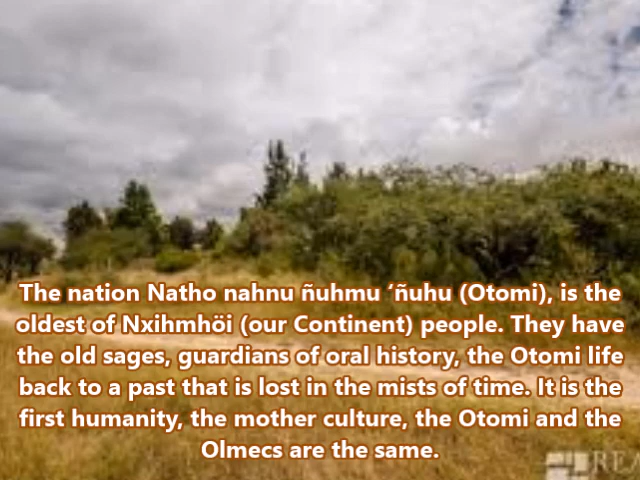 The nation Natho nahnu ñuhmu ‘ñuhu (Otomi), is the
oldest of Nxihmhöi (our Continent) people. They have
the old sages, guardians of oral history, the Otomi life
back to a past that is lost in the mists of time. It is the
first humanity, the mother culture, the Otomi and the
Olmecs are the same.